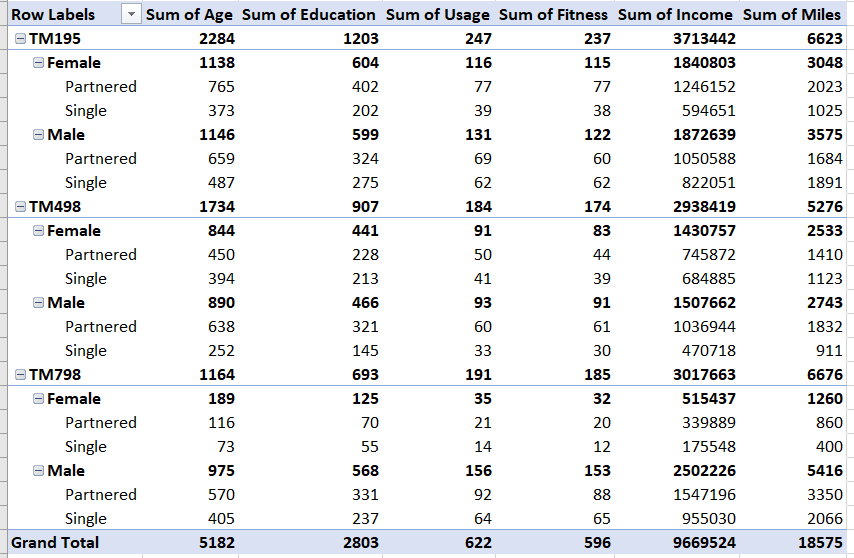 Row Labels Sum of Age Sum of Education Sum of Usage Sum of Fitness Sum of Income Sum of Miles
TM195 2284 1203 247 237 3713442 6623
Female 1138 604 116 115 1840803 3048
Partnered 765 402 77 77 1246152 2023
Single 373 202 39 38 594651 1025
Male 1146 599 131 122 1872639 3575
Partnered 659 324 69 60 1050588 1684
Single 487 275 62 62 822051 1891
TM498 1734 907 184 174 2938419 5276
Female 844 441 91 83 1430757 2533
Partnered 450 228 50 44 745872 1410
Single 394 213 41 39 684885 1123
Male 890 466 93 91 1507662 2743
Partnered 638 321 60 61 1036944 1832
Single 252 145 33 30 470718 911
TM798 1164 693 191 185 3017663 6676
Female 189 125 35 32 515437 1260
Partnered 116 70 21 20 339889 860
Single 73 55 14 12 175548 400
Male 975 568 156 153 2502226 5416
Partnered 570 331 92 88 1547196 3350
Single 405 237 64 65 955030 2066
Grand Total 5182 2803 622 596 9669524 18575